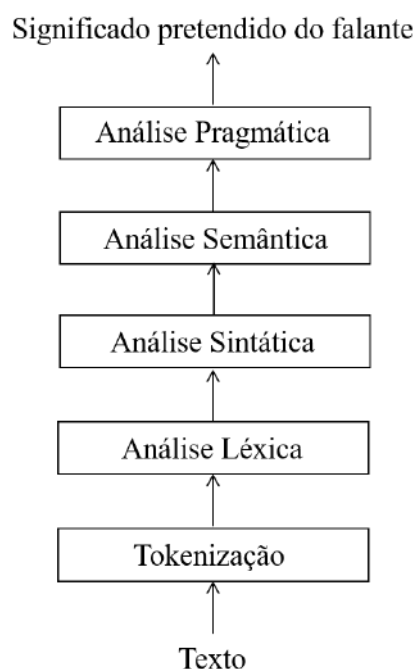 Significado pretendido do falante
Análise Pragmática
Análise Semântica
Análise Sintática
Análise Léxica
Tokenização
Texto